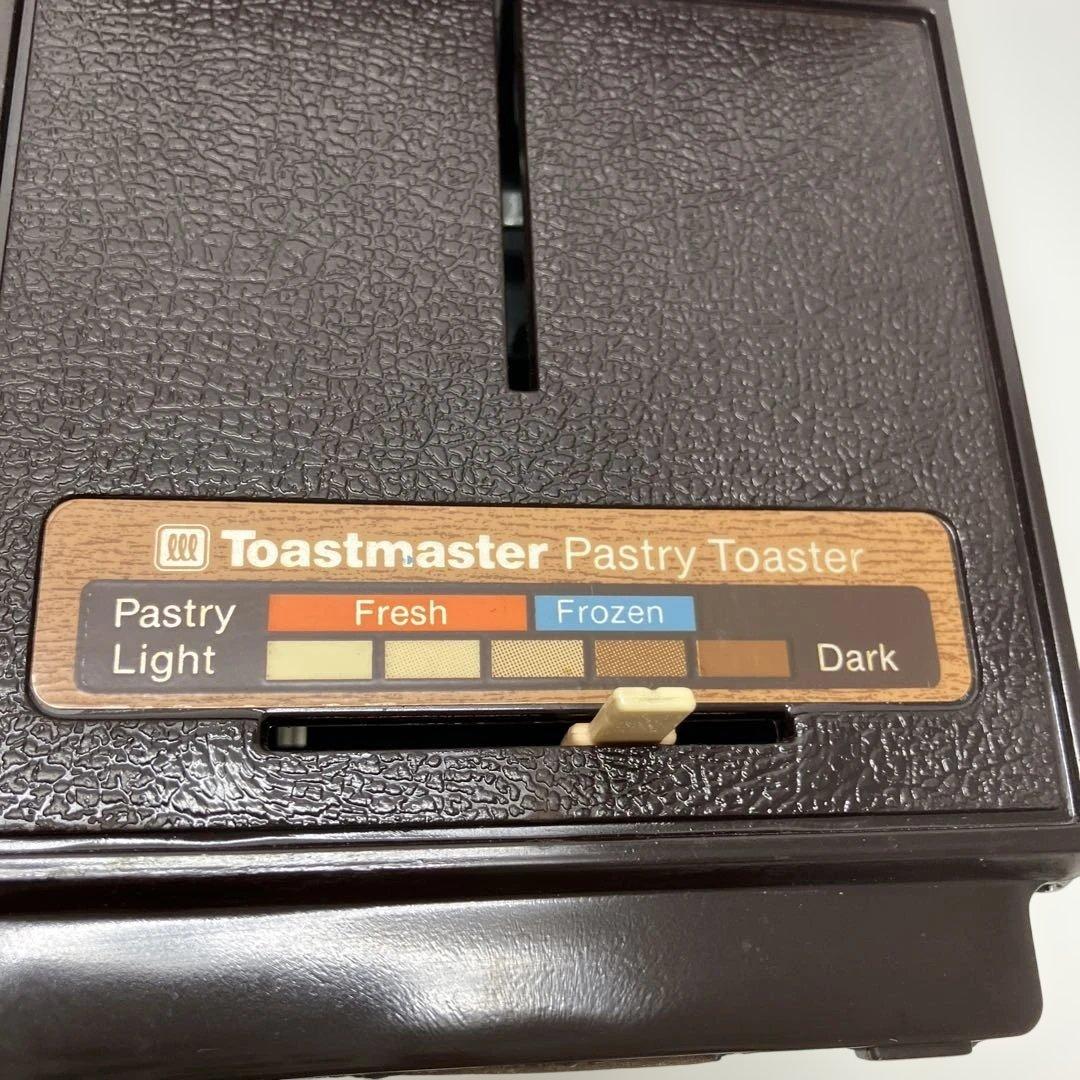 Toastmaster Pastry Toaster
Pastry Fresh Frozen
Light Dark